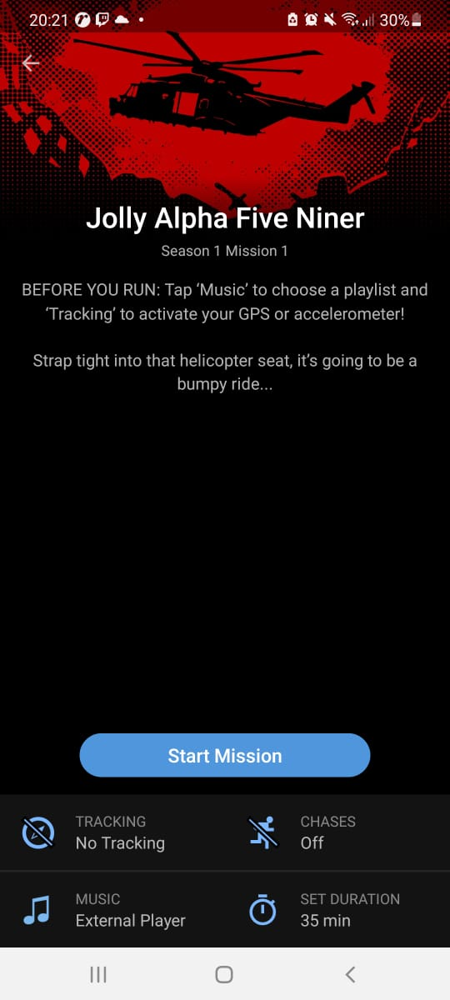 20:21
30%
Jolly Alpha Five Niner
Season 1 Mission 1
BEFORE YOU RUN: Tap ‘Music’ to choose a playlist and
‘Tracking’ to activate your GPS or accelerometer!
Strap tight into that helicopter seat, it’s going to be a
bumpy ride...
Start Mission
TRACKING
No Tracking
CHASES
Off
MUSIC
External Player
SET DURATION
35 min